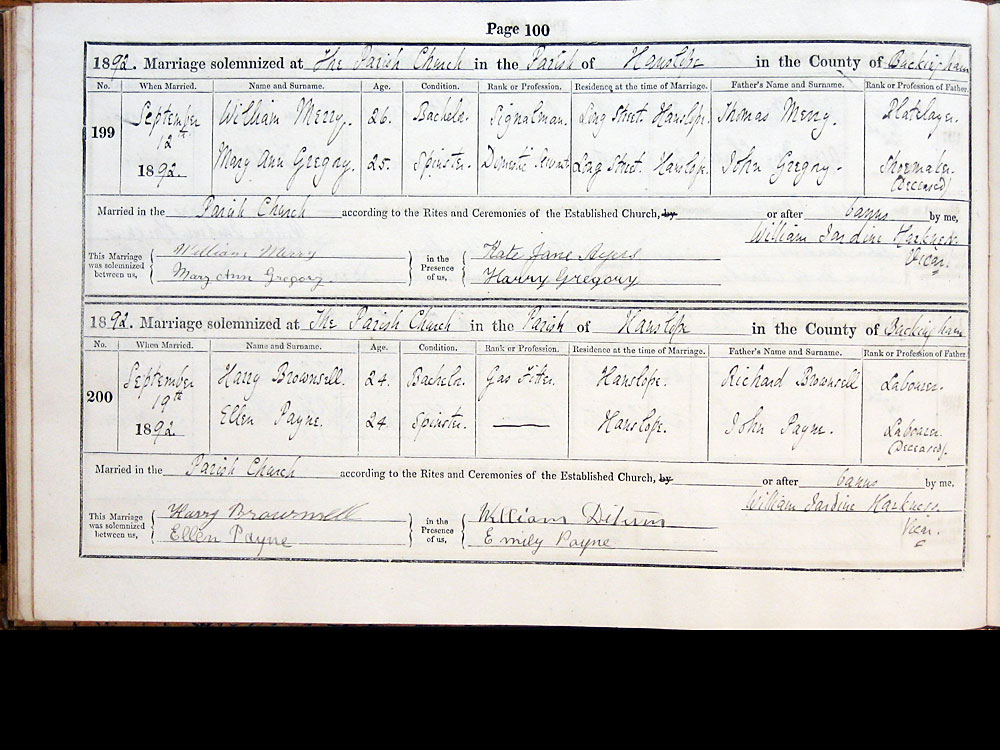 Page 100
1892. Marriage solemnized at The Parish Church in the Parish of Hanslope in the County of Buckingham
No. When Married. Name and Surname. Age. Condition. Rank or Profession. Residence at the time of Marriage. Father's Name and Surname. Rank or Profession of Father.
199 September 12th 1892.
William Merry. 26. Bachelor. Signalman. Long Street Hanslope. Thomas Merry. Platelayer.
Mary Ann Gregory. 25. Spinster. Domestic Servant Long Street. Hanslope. John Gregory. Shoemaker. (Deceased)
Married in the Parish Church according to the Rites and Ceremonies of the Established Church, by or after banns by me,
William Jardine Harkness
Vicar.
This Marriage was solemnized between us, William Merry Mary Ann Gregory in the Presence of us, Kate Jane Ayers Harry Gregory
1892. Marriage solemnized at The Parish Church in the Parish of Hanslope in the County of Buckingham
No. When Married. Name and Surname. Age. Condition. Rank or Profession. Residence at the time of Marriage. Father's Name and Surname. Rank or Profession of Father
200 September 19th 1892
Harry Brownsell. 24. Bachelor. Gas Fitter. Hanslope. Richard Brownsell Labourer.
Ellen Payne. 24 Spinster. Hanslope. John Payne. Labourer. (Deceased).
Married in the Parish Church according to the Rites and Ceremonies of the Established Church, by or after banns by me,
William Jardine Harkness
Vicar.
This Marriage was solemnized between us, Harry Brownsell Ellen Payne in the Presence of us, William Emily Payne